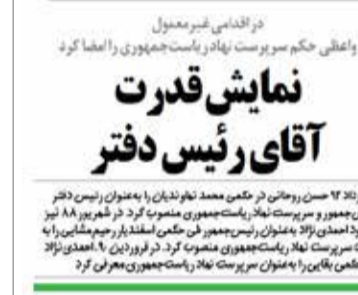 در اقدامی غیر معمول
واعظی حکم سرپرست نهاد ریاست‌جمهوری را امضا کرد
نمایش قدرت
آقای رئیس دفتر
۹۲ حسن روحانی در حکمی محمد نهاوندیان را به‌عنوان رئیس دفتر
جمهور و سرپرست نهاد ریاست‌جمهوری منصوب کرد. در شهریور ۸۸ نیز
احمدی‌نژاد به‌عنوان رئیس‌جمهور طی حکمی اسفندیار رحیم‌مشایی را به
سرپرست نهاد ریاست‌جمهوری منصوب کرد. در فروردین ۹۰، احمدی‌نژاد
بقایی را به‌عنوان سرپرست نهاد ریاست‌جمهوری معرفی کرد